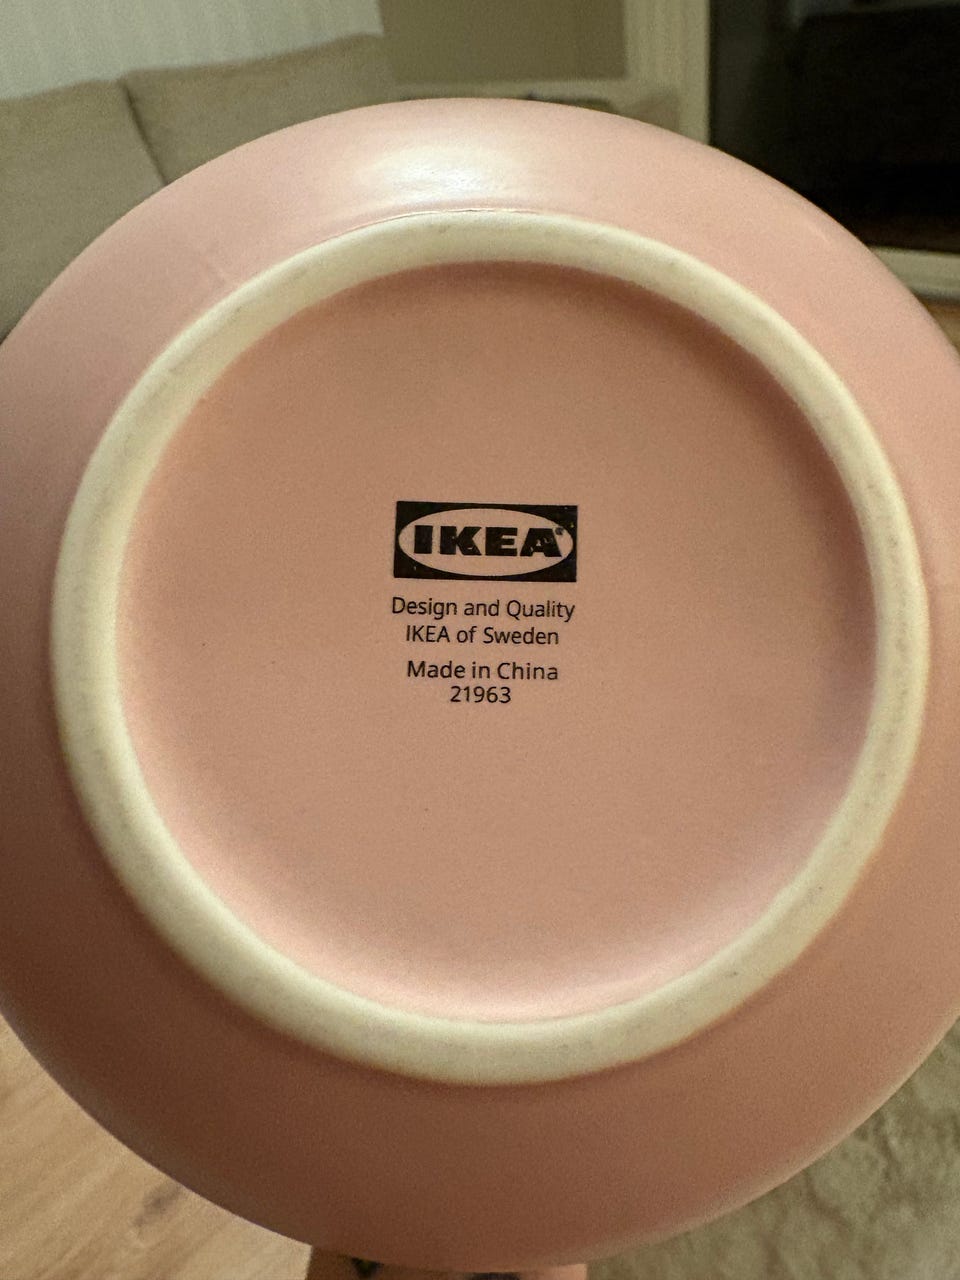 IKEA®
Design and Quality
IKEA of Sweden
Made in China
21963